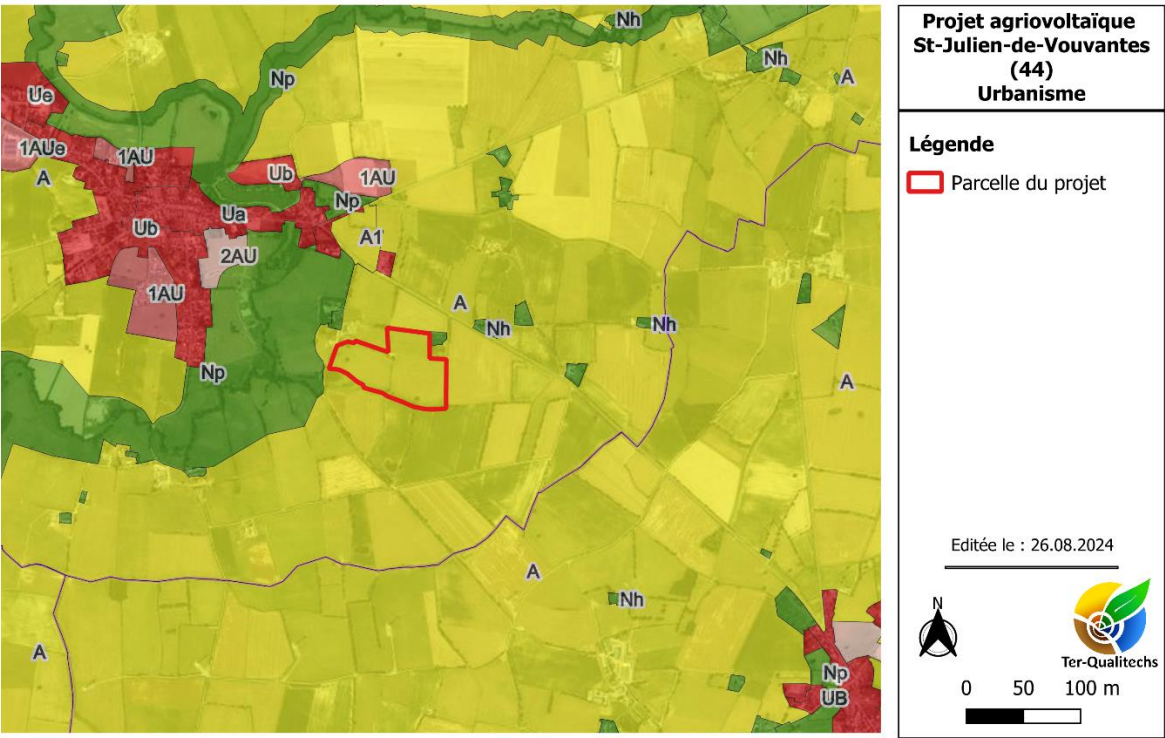 Nh
Np
Nh
A
Ue
1AUe
1AU
A
Ub
1AU
Np
Ua
Ub
A1
2AU
1AU
A
Nh
Nh
Np
A
A
Nh
A
Np
UB
Projet agriovoltaïque
St-Julien-de-Vouvantes
(44)
Urbanisme
Légende
Parcelle du projet
Editée le : 26.08.2024
N
Ter-Qualitechs
0 50 100 m